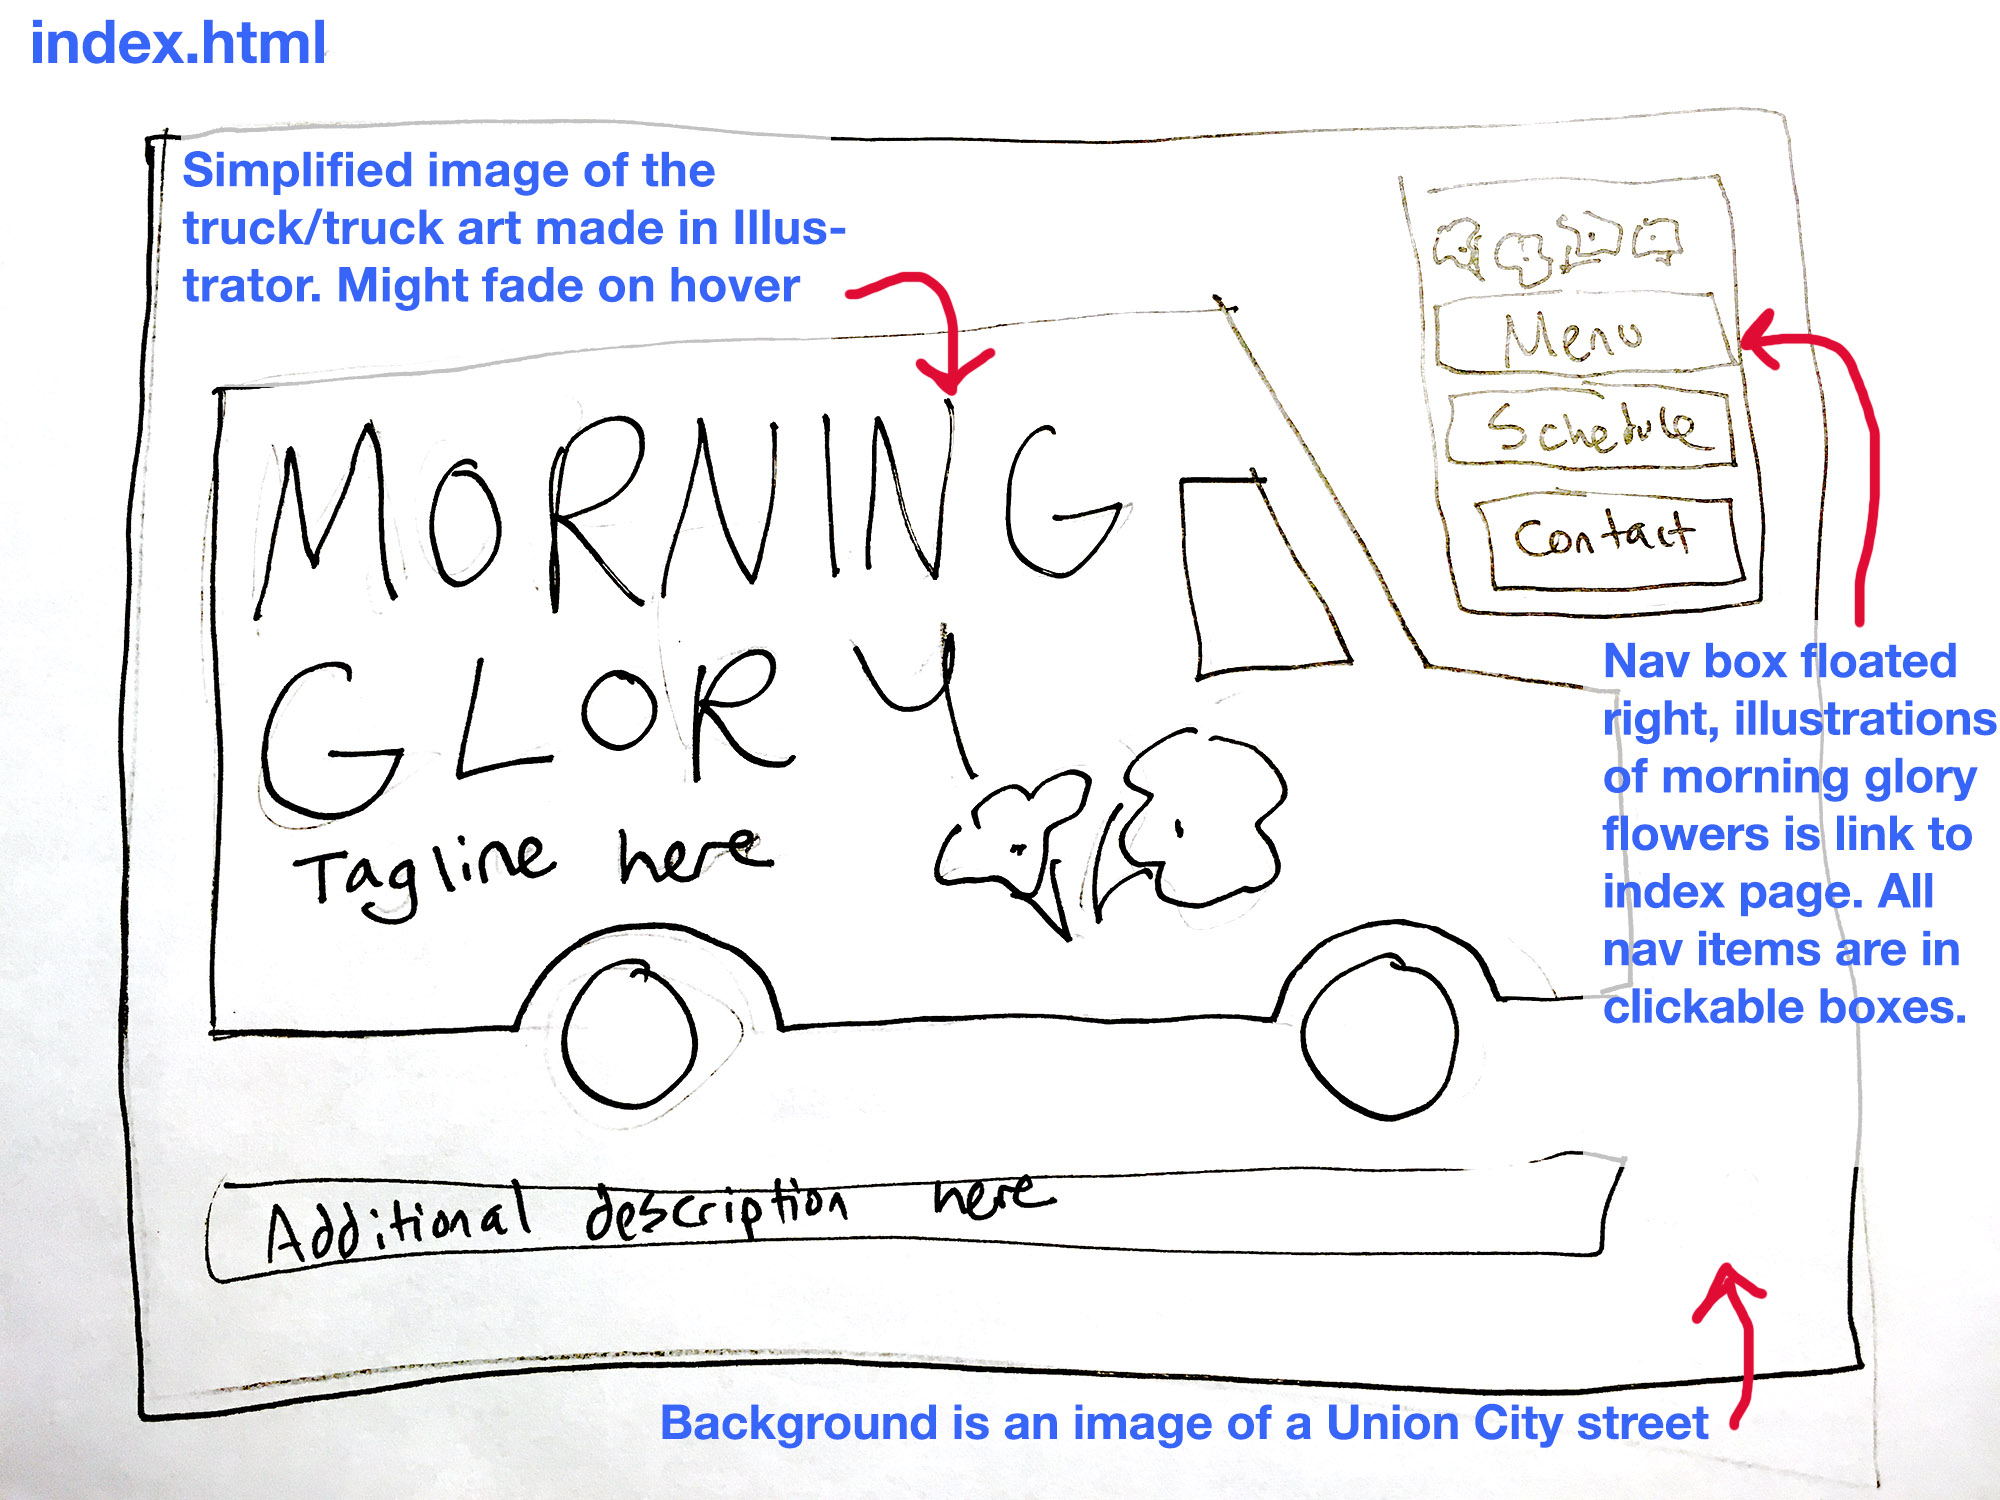 index.html
Simplified image of the
truck/truck art made in Illus-
trator. Might fade on hover
Menu
Schedule
Contact
MORNING
GLORY
Tagline here
Nav box floated
right, illustrations
of morning glory
flowers is link to
index page. All
nav items are in
clickable boxes.
Additional description here
Background is an image of a Union City street